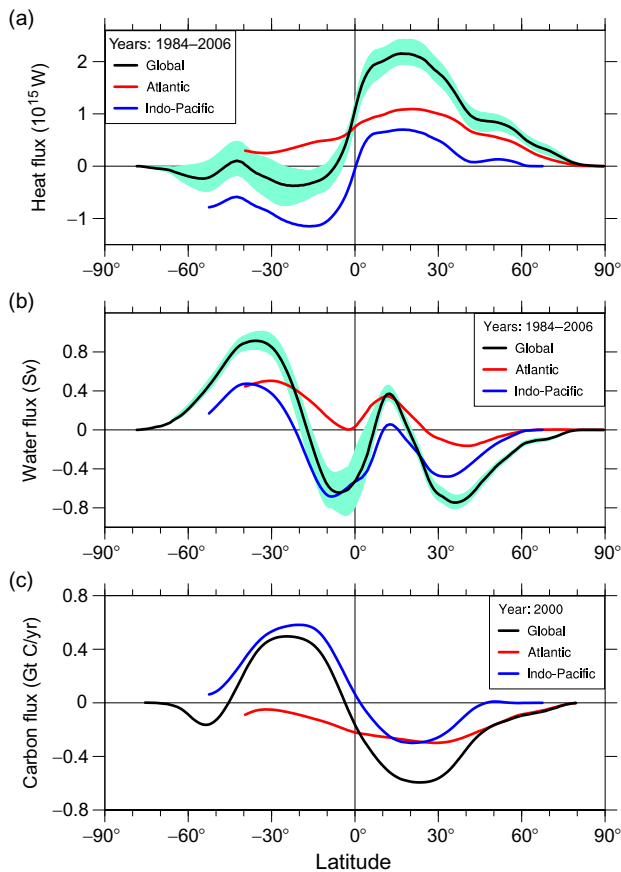 (a)
Years: 1984–2006
Global
Atlantic
Indo-Pacific
Heat flux (10¹⁵ W)
2
1
0
−1
−90° −60° −30° 0° 30° 60° 90°
(b)
Years: 1984–2006
Global
Atlantic
Indo-Pacific
Water flux (Sv)
0.8
0.4
0
−0.4
−0.8
−90° −60° −30° 0° 30° 60° 90°
(c)
Year: 2000
Global
Atlantic
Indo-Pacific
Carbon flux (Gt C/yr)
0.8
0.4
0
−0.4
−0.8
−90° −60° −30° 0° 30° 60° 90°
Latitude